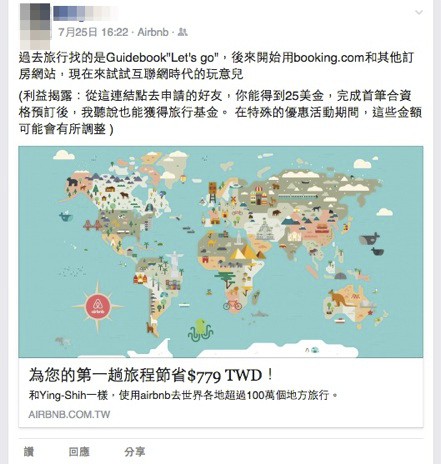 7月25日 16:22 · Airbnb ·
過去旅行找的是Guidebook"Let's go"，後來開始用booking.com和其他訂
房網站，現在來試試互聯網時代的玩意兒
(利益揭露：從這連結點去申請的好友，你能得到25美金，完成首筆合資
格預訂後，我聽說也能獲得旅行基金。 在特殊的優惠活動期間，這些金額
可能會有所調整 )
airbnb
為您的第一趟旅程節省$779 TWD！
和Ying-Shih一樣，使用airbnb去世界各地超過100萬個地方旅行。
AIRBNB.COM.TW
讚 回應 分享